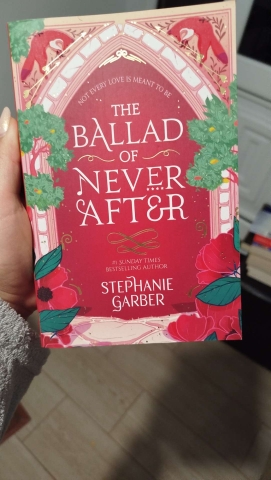 NOT EVERY LOVE IS MEANT TO BE
THE
BALLAD
OF
NEVER
AFTER
#1 SUNDAY TIMES
BESTSELLING AUTHOR
STEPHANIE
GARBER